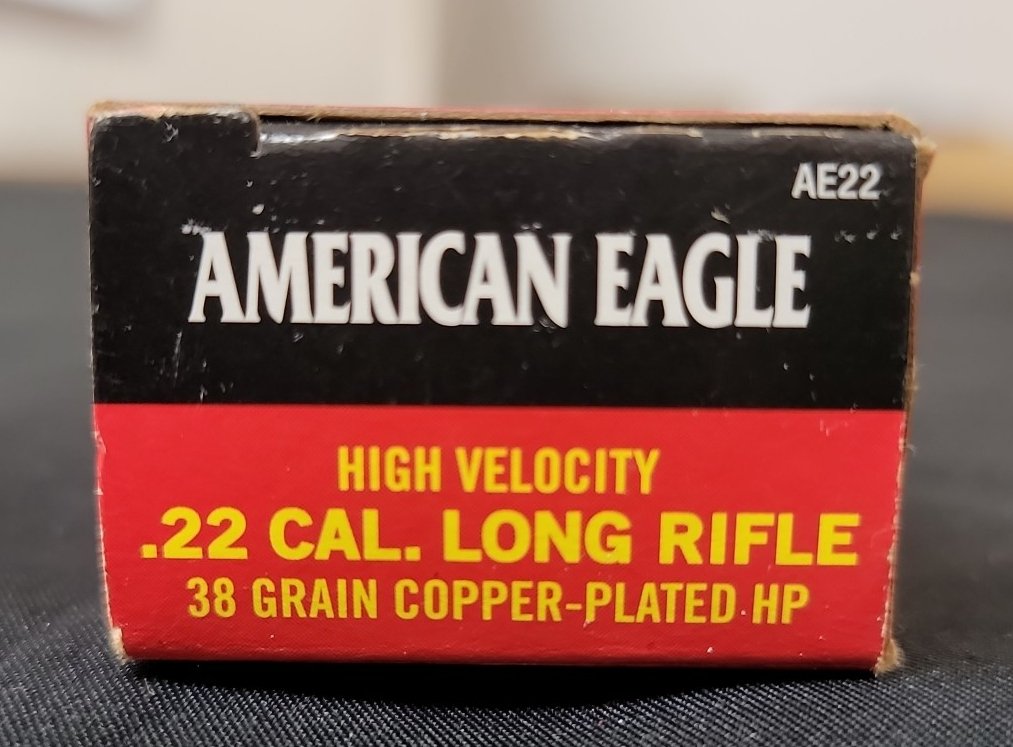 AE22
AMERICAN EAGLE
HIGH VELOCITY
.22 CAL. LONG RIFLE
38 GRAIN COPPER-PLATED HP